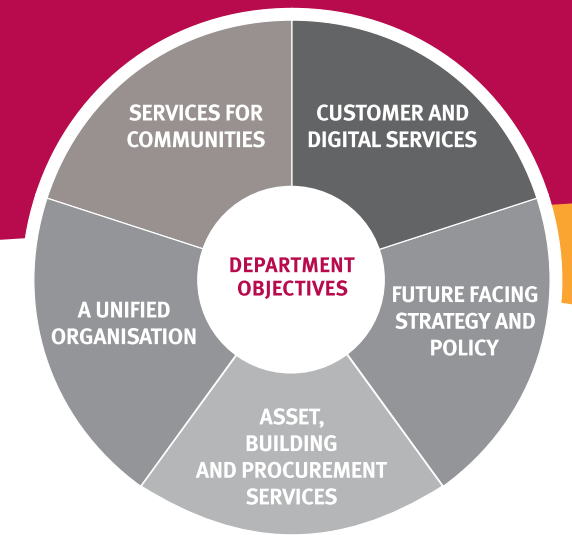 SERVICES FOR
COMMUNITIES
CUSTOMER AND
DIGITAL SERVICES
DEPARTMENT
OBJECTIVES
A UNIFIED
ORGANISATION
FUTURE FACING
STRATEGY AND
POLICY
ASSET,
BUILDING
AND PROCUREMENT
SERVICES